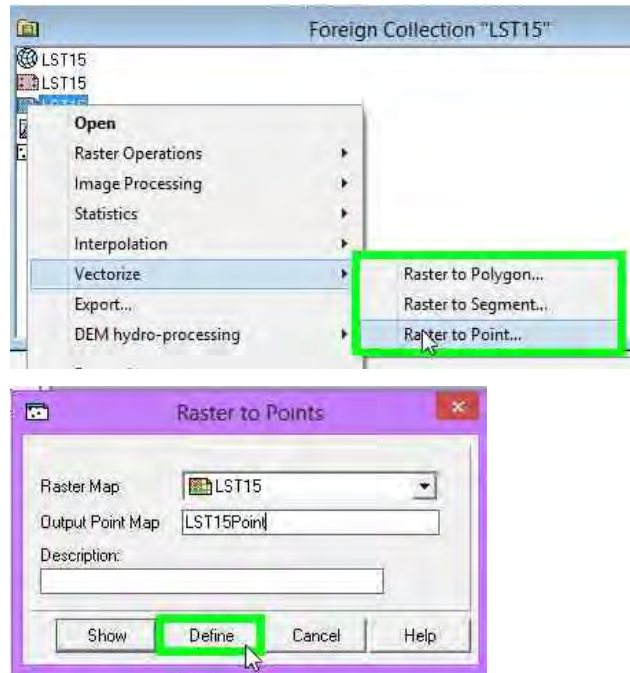 Foreign Collection "LST15"
LST15
LST15
LST15
Open
Raster Operations
Image Processing
Statistics
Interpolation
Vectorize
Raster to Polygon...
Export...
Raster to Segment...
DEM hydro-processing
Raster to Point...
Raster to Points
Raster Map LST15
Output Point Map LST15Point
Description:
Show Define Cancel Help